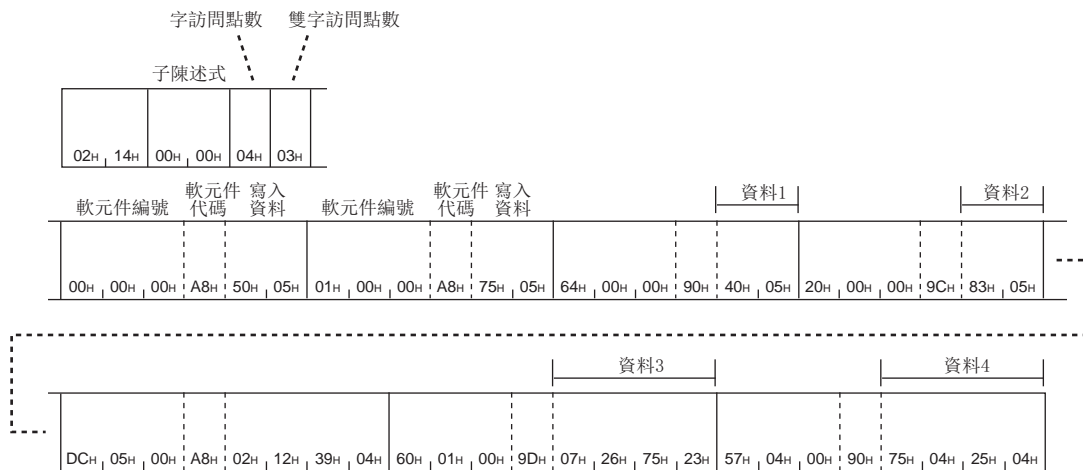 字訪問點數 雙字訪問點數
子陳述式
02H 14H 00H 00H 04H 03H
軟元件編號 軟元件代碼 寫入資料 軟元件編號 軟元件代碼 寫入資料 資料1 資料2
00H 00H 00H A8H 50H 05H 01H 00H 00H A8H 75H 05H 64H 00H 00H 90H 40H 05H 20H 00H 00H 9CH 83H 05H
資料3 資料4
DCH 05H 00H A8H 02H 12H 39H 04H 60H 01H 00H 9DH 07H 26H 75H 23H 57H 04H 00H 90H 75H 04H 25H 04H